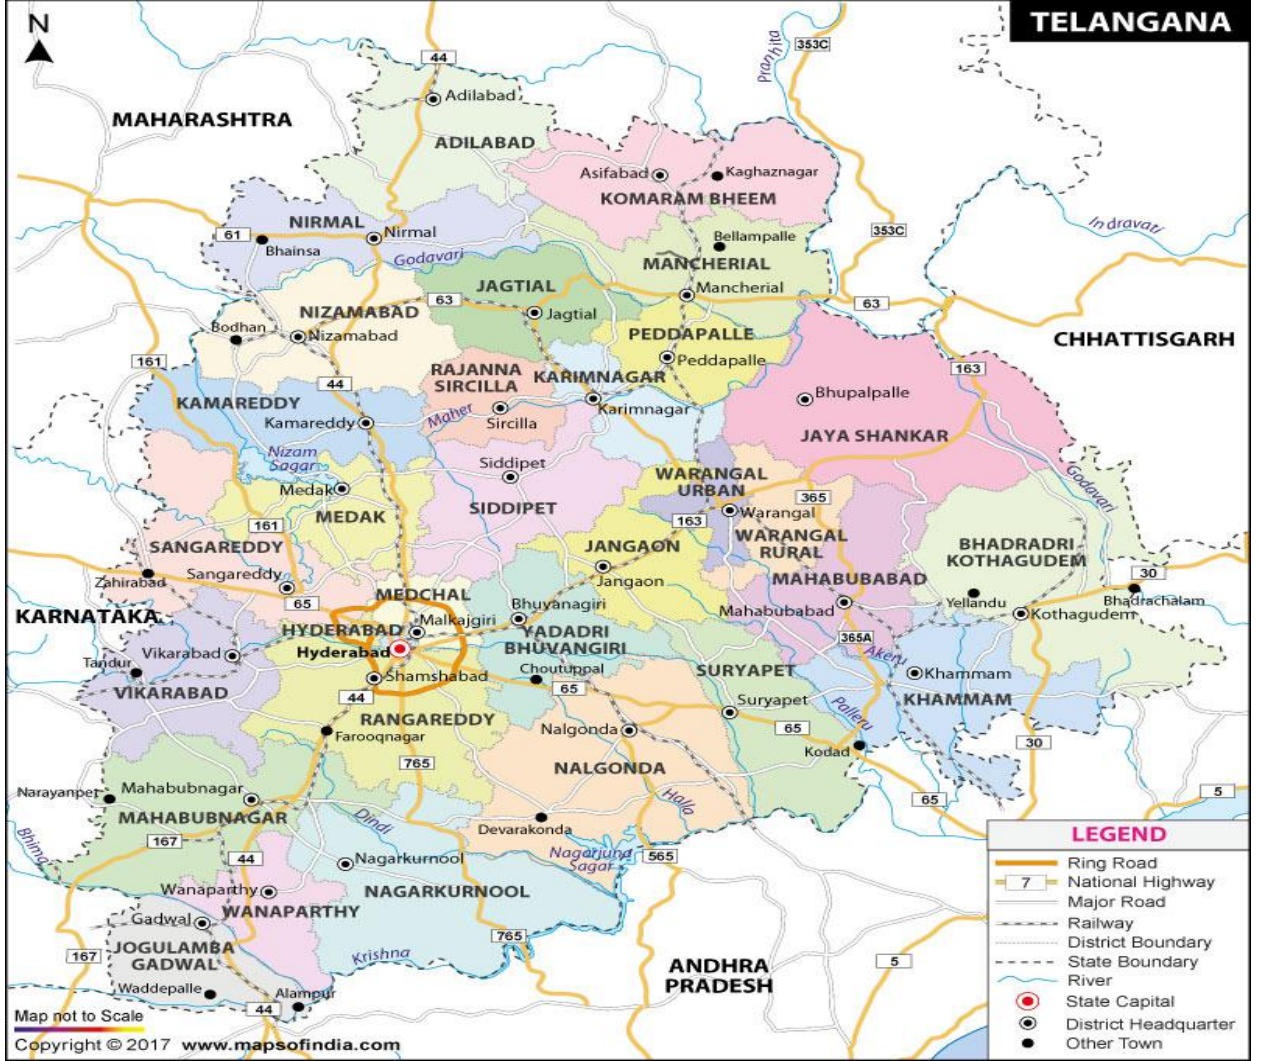 TELANGANA
N
44
353C
Pranhita
Adilabad
MAHARASHTRA
ADILABAD
Asifabad
Kaghaznagar
KOMARAM BHEEM
NIRMAL
61
Nirmal
353C
Indravati
Bhainsa
Bellampalle
Godavari
MANCHERIAL
JAGTIAL
Mancherial
63
63
NIZAMABAD
Jagtial
Bodhan
Nizamabad
PEDDAPALLE
CHHATTISGARH
161
Peddapalle
163
RAJANNA
SIRCILLA
KARIMNAGAR
44
Bhupalpalle
KAMAREDDY
Maher
Karimnagar
Kamareddy
Sircilla
JAYA SHANKAR
Nizam
Sagar
Siddipet
WARANGAL
URBAN
Godavari
Medak
365
MEDAK
SIDDIPET
Warangal
161
163
WARANGAL
RURAL
SANGAREDDY
JANGAON
BHADRADRI
KOTHAGUDEM
Zahirabad
Sangareddy
Jangaon
MAHABUBABAD
30
65
MEDCHAL
Bhuvanagiri
Mahabubabad
Yellandu
Bhadrachalam
KARNATAKA
Malkajgiri
Kothagudem
HYDERABAD
YADADRI
BHUVANGIRI
365A
Vikarabad
Hyderabad
Akeru
Tandur
Choutuppal
SURYAPET
Khammam
VIKARABAD
44
Shamshabad
65
Suryapet
Palleru
KHAMMAM
RANGAREDDY
Nalgonda
65
Farooqnagar
Kodad
30
765
NALGONDA
Narayanpet
Mahabubnagar
5
Halla
65
MAHABUBNAGAR
Dindi
Devarakonda
Bhima
167
44
Nagarkurnool
Nagarjuna
Sagar
565
Wanaparthy
NAGARKURNOOL
WANAPARTHY
Gadwal
765
JOGULAMBA
GADWAL
167
Krishna
5
ANDHRA
PRADESH
Waddepalle
Alampur
44
Map not to Scale
Copyright © 2017 www.mapsofindia.com
LEGEND
Ring Road
7 National Highway
Major Road
Railway
District Boundary
State Boundary
River
State Capital
District Headquarter
Other Town